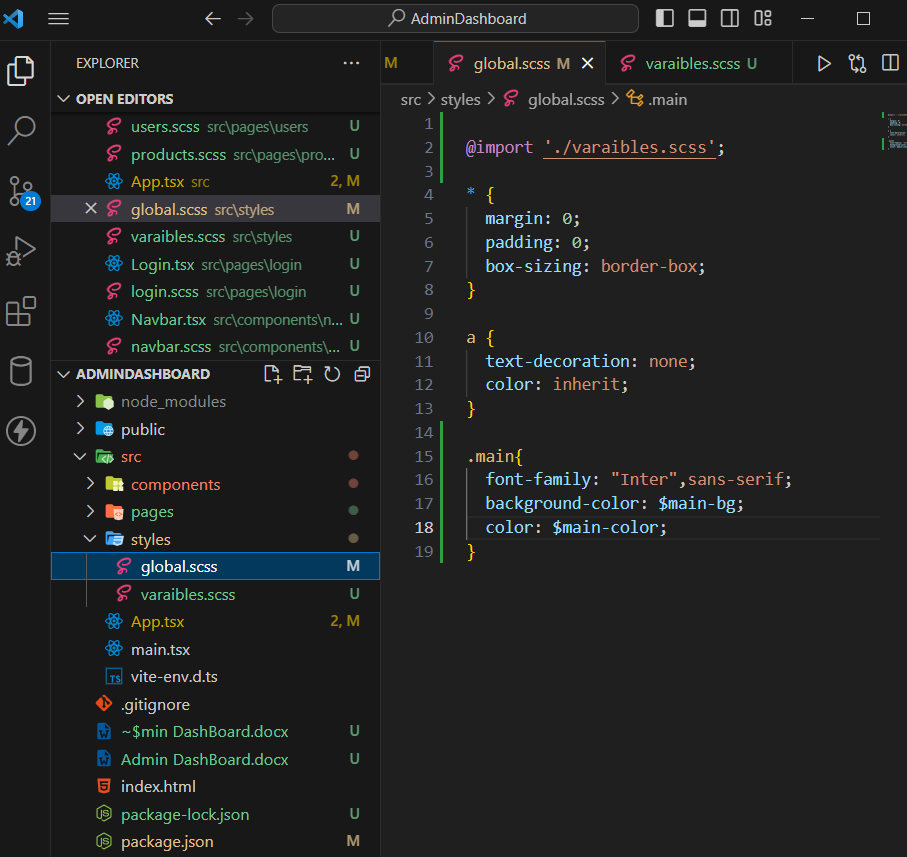 AdminDashboard
EXPLORER
OPEN EDITORS
users.scss src\pages\users U
products.scss src\pages\pro... U
App.tsx src 2, M
global.scss src\styles M
varaibles.scss src\styles U
Login.tsx src\pages\login U
login.scss src\pages\login U
Navbar.tsx src\components\n... U
navbar.scss src\components\... U
21
ADMINDASHBOARD
node_modules
public
src
components
pages
styles
global.scss M
varaibles.scss U
App.tsx 2, M
main.tsx
TS vite-env.d.ts
.gitignore
~$min DashBoard.docx U
Admin DashBoard.docx U
index.html
package-lock.json U
package.json M
M global.scss M varaibles.scss U
src > styles > global.scss > .main
1
2 @import './varaibles.scss';
3
4 * {
5 margin: 0;
6 padding: 0;
7 box-sizing: border-box;
8 }
9
10 a {
11 text-decoration: none;
12 color: inherit;
13 }
14
15 .main{
16 font-family: "Inter",sans-serif;
17 background-color: $main-bg;
18 color: $main-color;
19 }